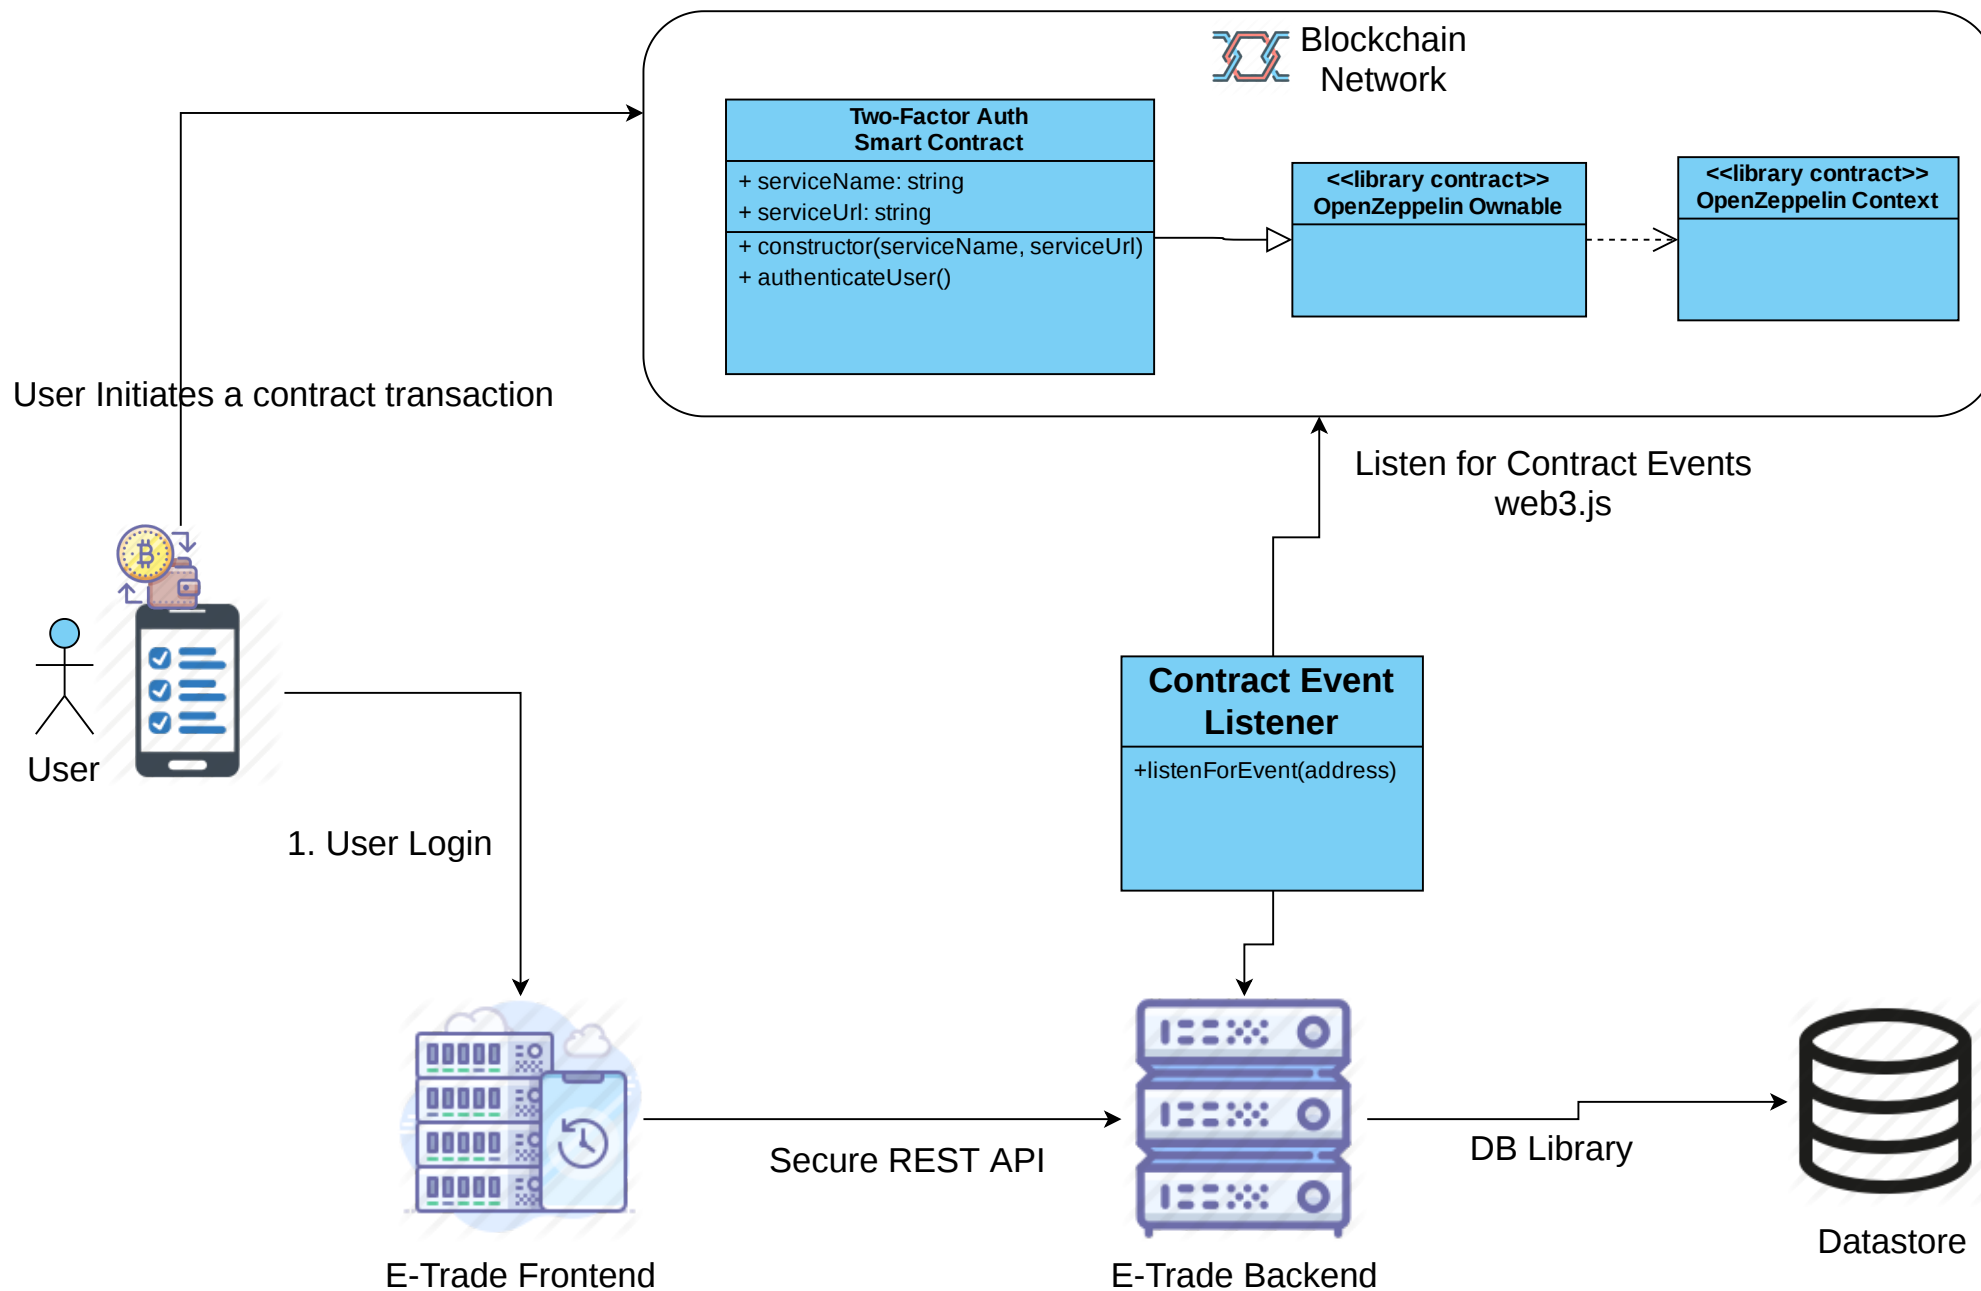 Blockchain
Network
Two-Factor Auth
Smart Contract
+ serviceName: string
+ serviceUrl: string
+ constructor(serviceName, serviceUrl)
+ authenticateUser()
<<library contract>>
OpenZeppelin Ownable
<<library contract>>
OpenZeppelin Context
User Initiates a contract transaction
Listen for Contract Events
web3.js
User
Contract Event
Listener
+listenForEvent(address)
1. User Login
Secure REST API
DB Library
E-Trade Frontend
E-Trade Backend
Datastore